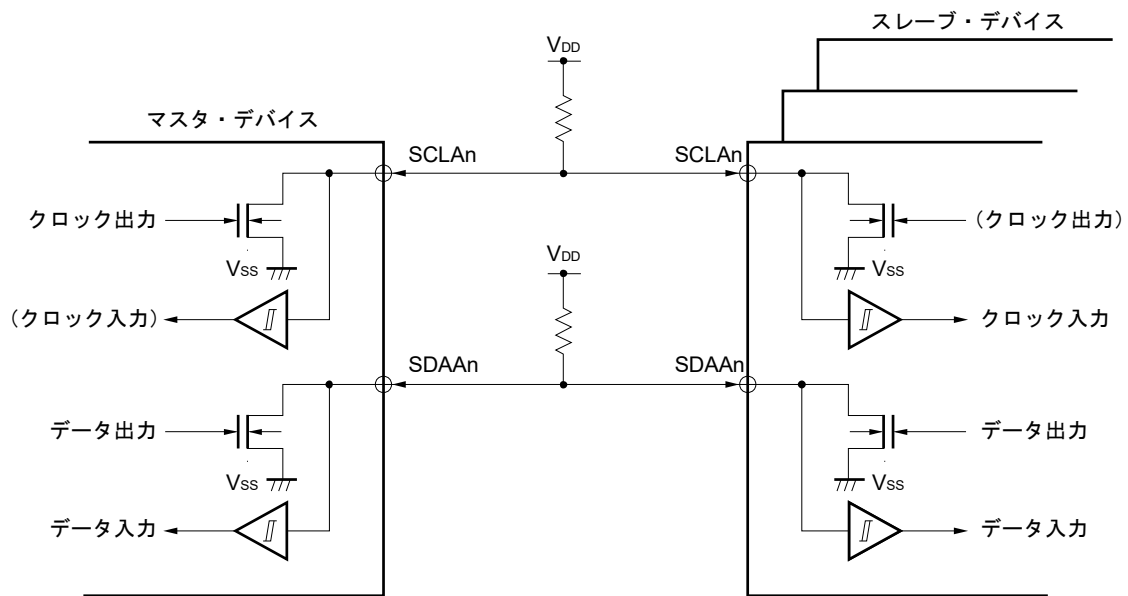 スレーブ・デバイス
VDD
マスタ・デバイス
SCLAn
SCLAn
クロック出力
(クロック出力)
VSS
VSS
VDD
(クロック入力)
クロック入力
SDAAn
SDAAn
データ出力
データ出力
VSS
VSS
データ入力
データ入力